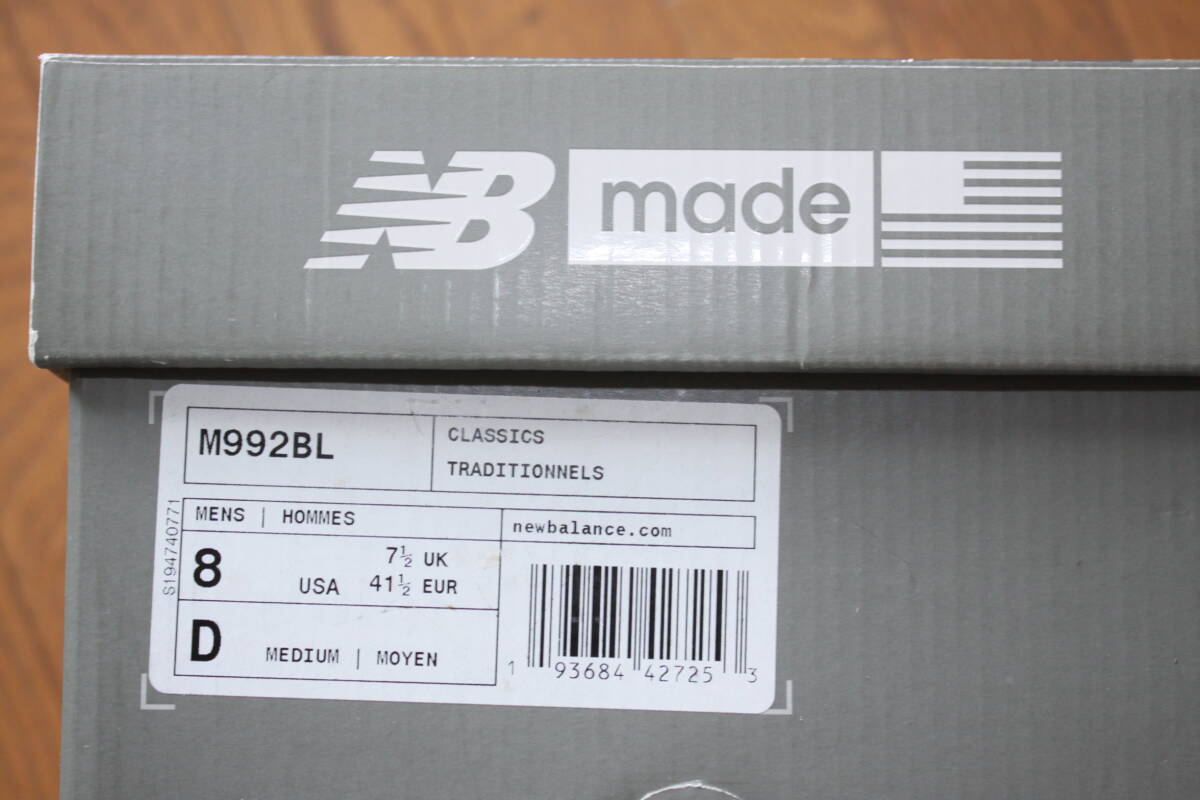 NB made
M992BL
CLASSICS
TRADITIONNELS
MENS | HOMMES
newbalance.com
8 USA
7½ UK
41½ EUR
D MEDIUM | MOYEN
S194740771
1 93684 42725 3